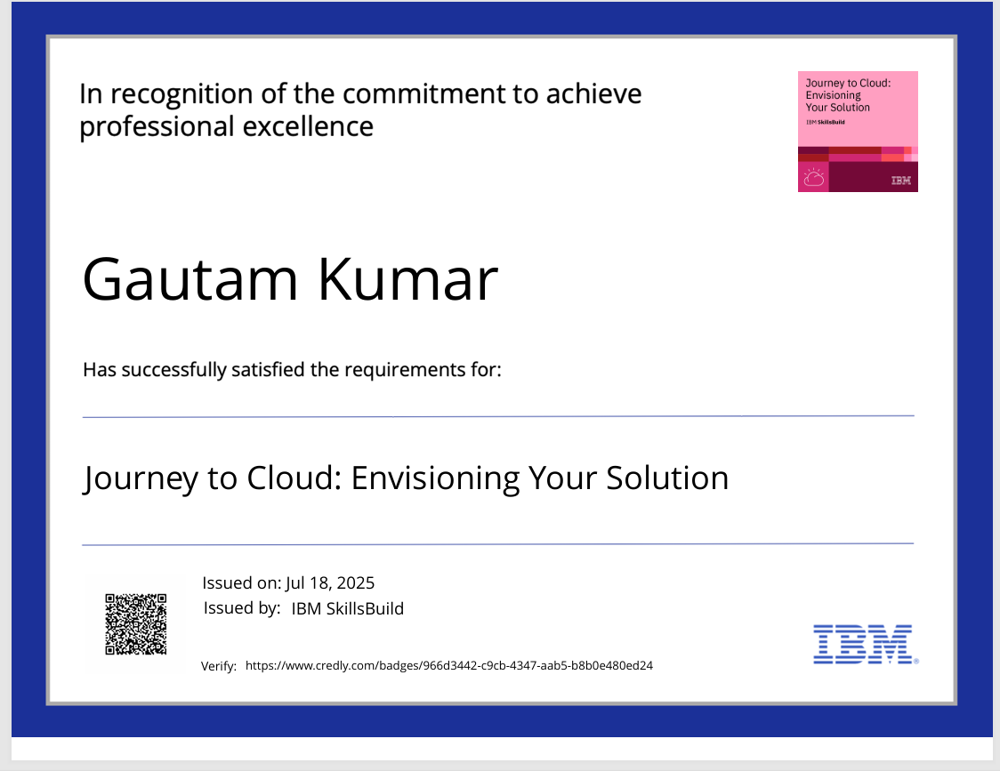 In recognition of the commitment to achieve
professional excellence
Journey to Cloud:
Envisioning
Your Solution
IBM SkillsBuild
IBM
Gautam Kumar
Has successfully satisfied the requirements for:
Journey to Cloud: Envisioning Your Solution
Issued on: Jul 18, 2025
Issued by: IBM SkillsBuild
Verify: https://www.credly.com/badges/966d3442-c9cb-4347-aab5-b8b0e480ed24
IBM®